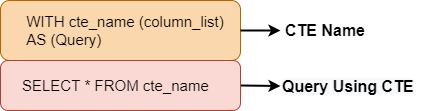 WITH cte_name (column_list)
AS (Query)
CTE Name
SELECT * FROM cte_name
Query Using CTE